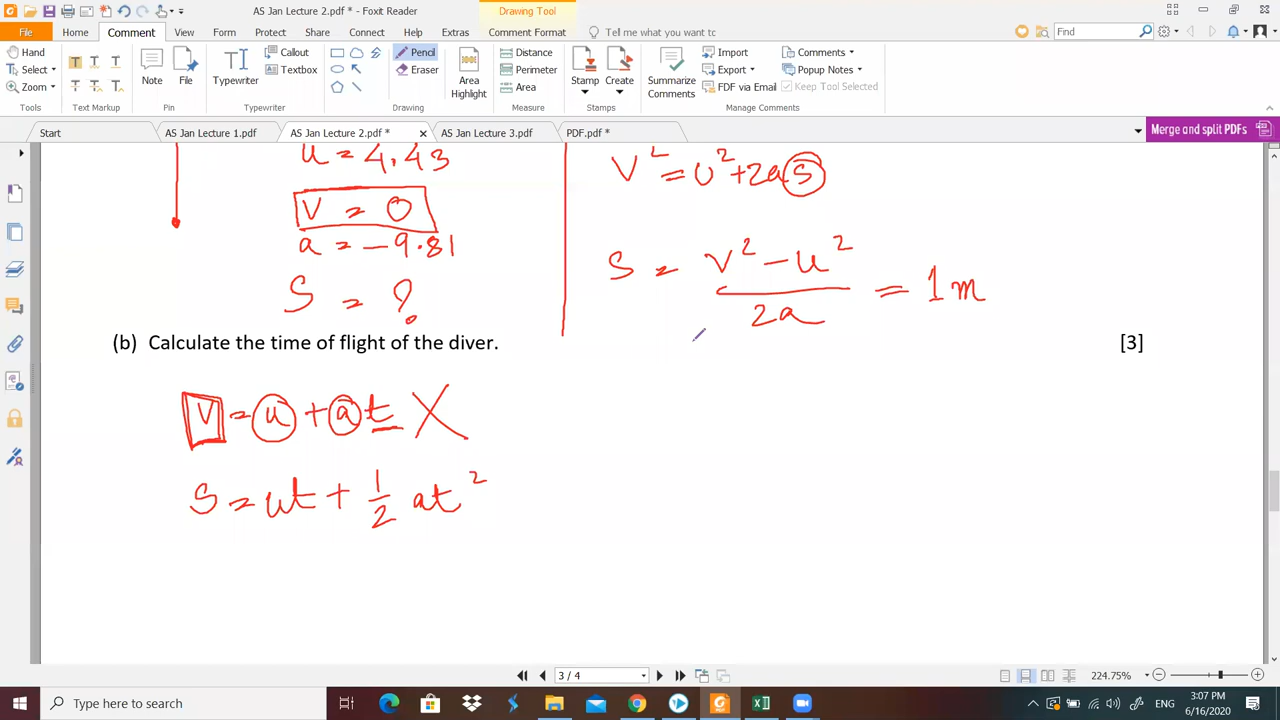 AS Jan Lecture 2.pdf * - Foxit Reader
Drawing Tool
File Home Comment View Form Protect Share Connect Help Extras Comment Format Tell me what you want tc Find
Hand Select Zoom Tools
Text Markup
Note File Pin
Typewriter Callout Textbox Typewriter
Pencil Eraser Drawing
Area Highlight
Distance Perimeter Area Measure
Stamp Create Stamps
Summarize Comments Import Export FDF via Email Comments Popup Notes Keep Tool Selected Manage Comments
Start AS Jan Lecture 1.pdf AS Jan Lecture 2.pdf * AS Jan Lecture 3.pdf PDF.pdf * Merge and split PDFs
u = 4.43
V = 0
a = -9.81
S = ?
V² = U² + 2aS
S = (V² - u²) / 2a = 1m
(b) Calculate the time of flight of the diver. [3]
V = u + at X
S = ut + 1/2 at²
3 / 4 224.75%
Type here to search
ENG 3:07 PM
6/16/2020